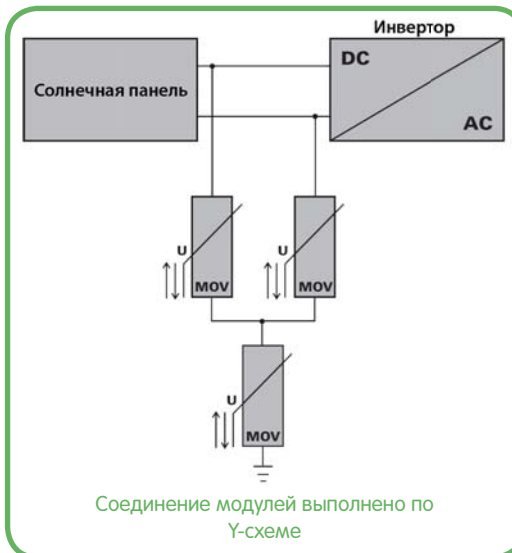 Инвертор
Солнечная панель
DC
AC
U
MOV
U
MOV
U
MOV
Соединение модулей выполнено по
Y-схеме